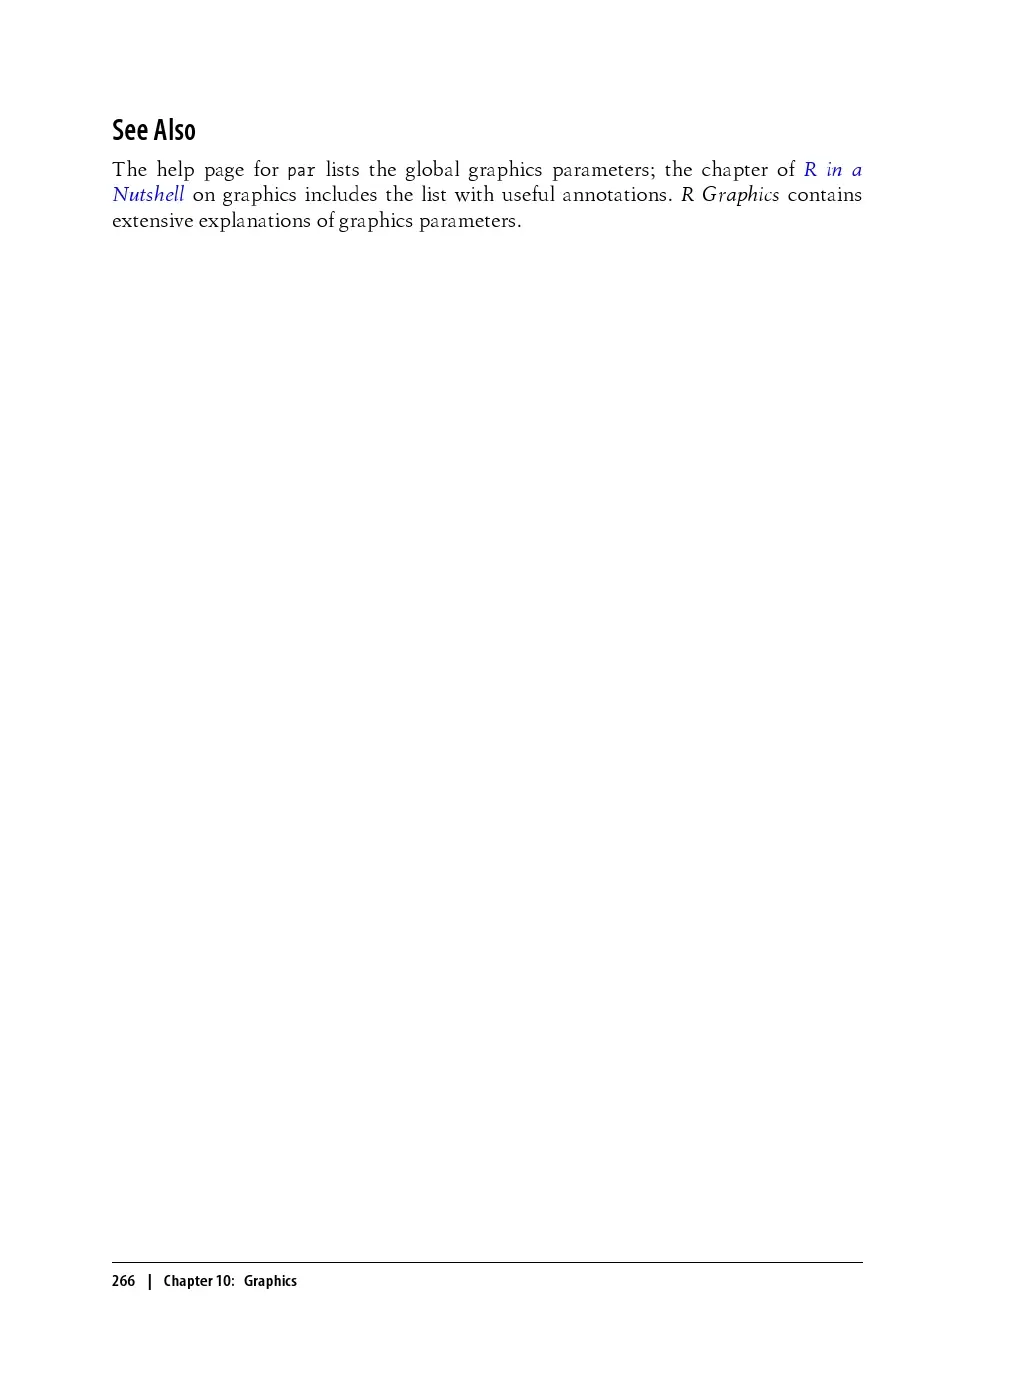 See Also
The help page for par lists the global graphics parameters; the chapter of R in a
Nutshell on graphics includes the list with useful annotations. R Graphics contains
extensive explanations of graphics parameters.
266 | Chapter 10: Graphics